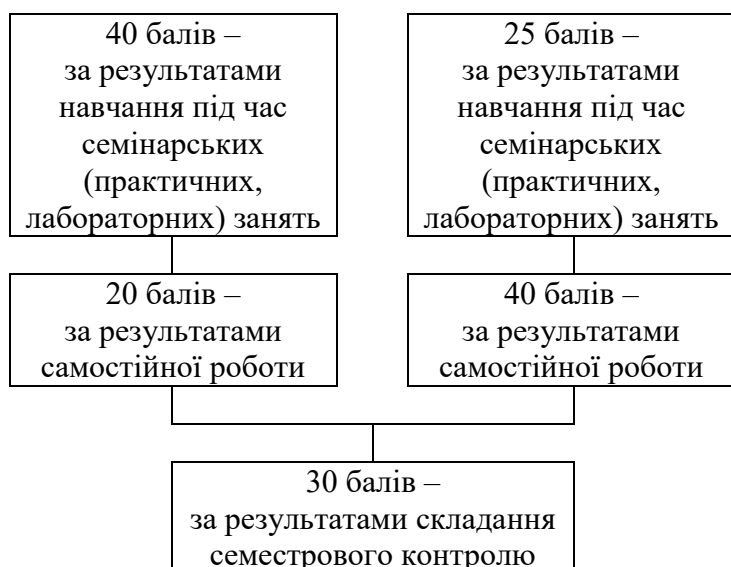 40 балів –
за результатами
навчання під час
семінарських
(практичних,
лабораторних) занять
25 балів –
за результатами
навчання під час
семінарських
(практичних,
лабораторних) занять
20 балів –
за результатами
самостійної роботи
40 балів –
за результатами
самостійної роботи
30 балів –
за результатами складання
семестрового контролю